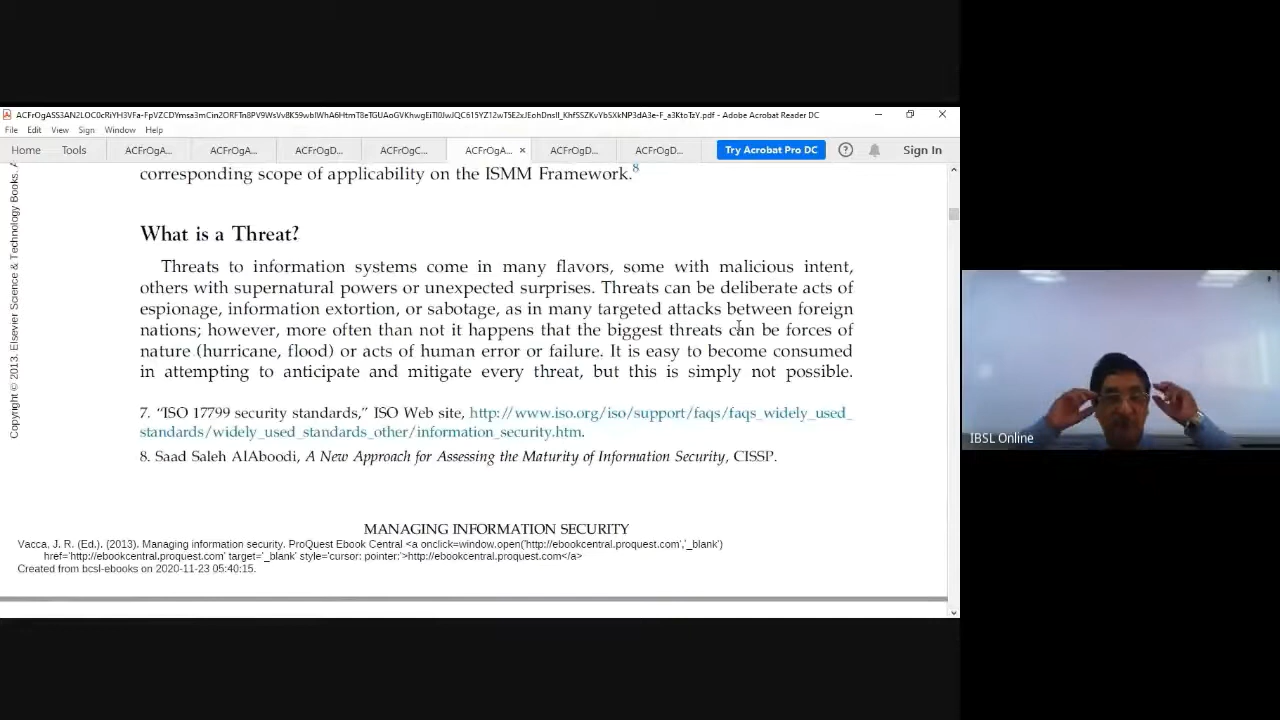 ACFrOgASS3AN2LOC0cRiYH3VFa-FpVZCDYmsa3mCin2ORFTn8PV9WsVv8K59wbIWhA6HtmT8eTGUAoGVKhwgEiTl0JwJQC615YZ12wT5E2xJEohDnsll_KhfSSZKvYbSXkNP3dA3e-F_a3KtoTaY.pdf - Adobe Acrobat Reader DC
File Edit View Sign Window Help
Home Tools ACFrOgA... ACFrOgA... ACFrOgD... ACFrOgC... ACFrOgA... × ACFrOgD... ACFrOgD... Try Acrobat Pro DC Sign In
corresponding scope of applicability on the ISMM Framework.8
What is a Threat?
Threats to information systems come in many flavors, some with malicious intent,
others with supernatural powers or unexpected surprises. Threats can be deliberate acts of
espionage, information extortion, or sabotage, as in many targeted attacks between foreign
nations; however, more often than not it happens that the biggest threats can be forces of
nature (hurricane, flood) or acts of human error or failure. It is easy to become consumed
in attempting to anticipate and mitigate every threat, but this is simply not possible.
7. “ISO 17799 security standards,” ISO Web site, http://www.iso.org/iso/support/faqs/faqs_widely_used_
standards/widely_used_standards_other/information_security.htm.
8. Saad Saleh AlAboodi, A New Approach for Assessing the Maturity of Information Security, CISSP.
MANAGING INFORMATION SECURITY
Vacca, J. R. (Ed.). (2013). Managing information security. ProQuest Ebook Central <a onclick=window.open('http://ebookcentral.proquest.com','_blank')
href='http://ebookcentral.proquest.com' target='_blank' style='cursor: pointer;'>http://ebookcentral.proquest.com</a>
Created from bcsl-ebooks on 2020-11-23 05:40:15.
Copyright © 2013. Elsevier Science & Technology Books.
IBSL Online